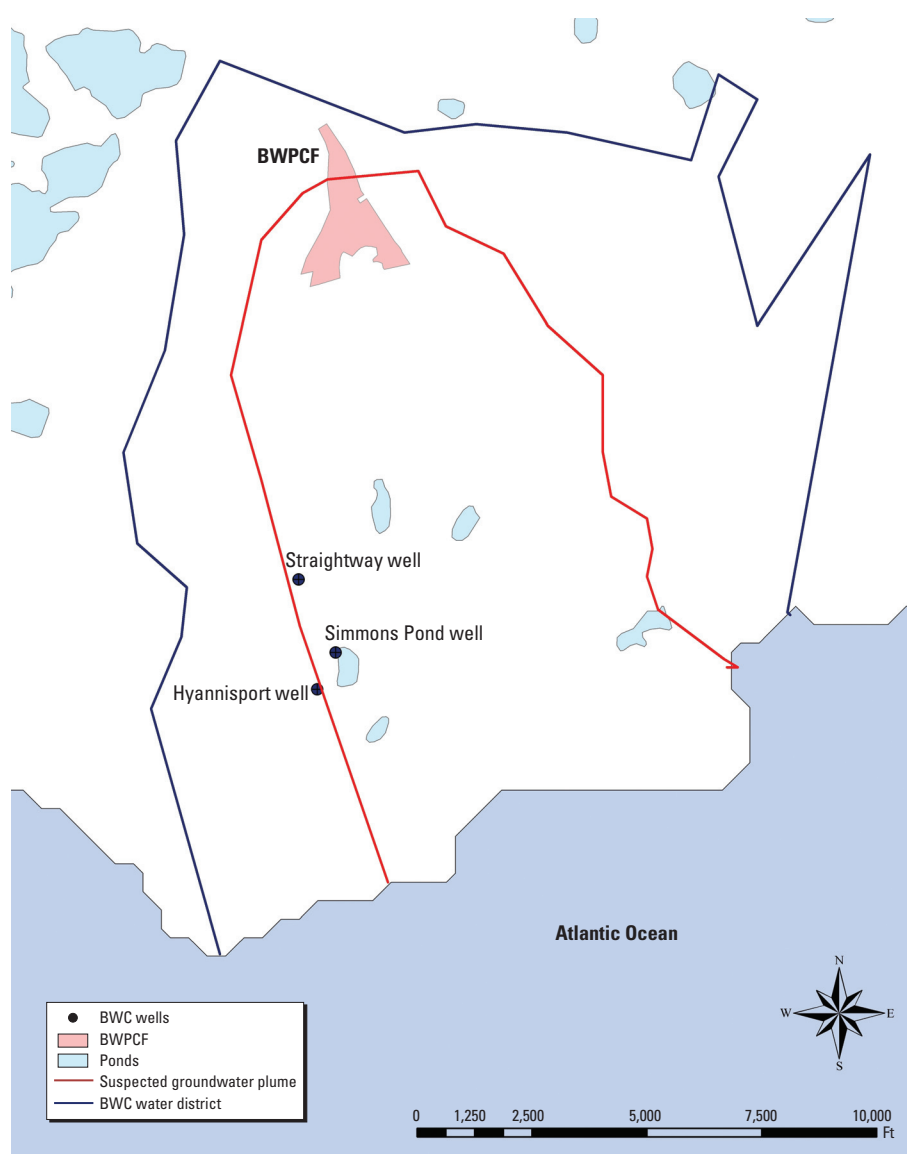 BWPCF
Straightway well
Simmons Pond well
Hyannisport well
Atlantic Ocean
N
W
E
S
BWC wells
BWPCF
Ponds
Suspected groundwater plume
BWC water district
0 1,250 2,500 5,000 7,500 10,000
Ft